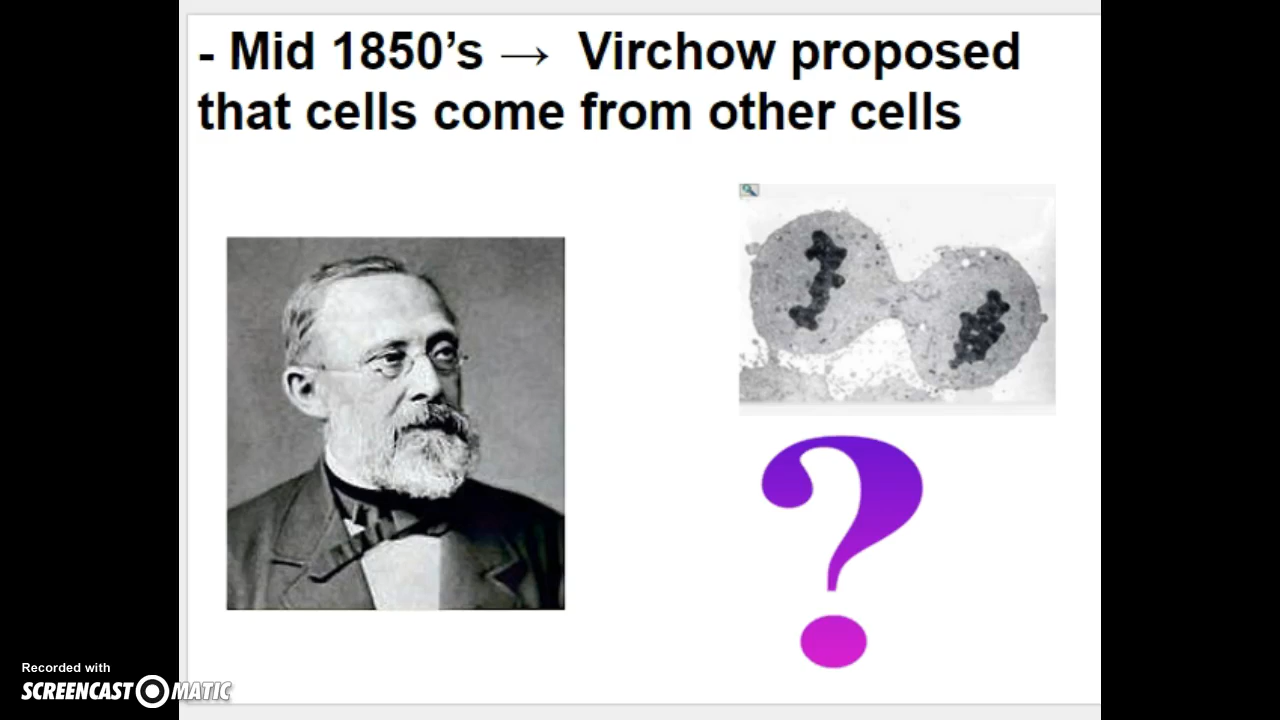 - Mid 1850’s → Virchow proposed
that cells come from other cells
?
Recorded with
SCREENCAST MATIC